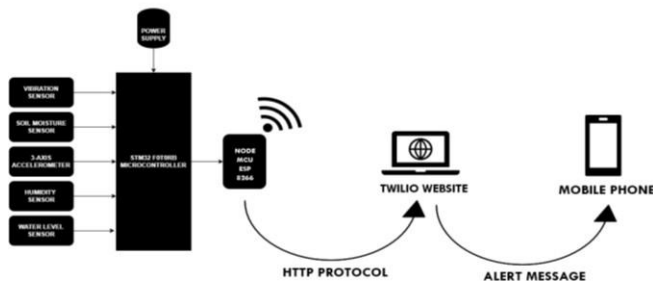 POWER
SUPPLY
VIBRATION
SENSOR
SOIL MOISTURE
SENSOR
3-AXIS
ACCELEROMETER
HUMIDITY
SENSOR
WATER LEVEL
SENSOR
MICROCONTROLLER
NODE
MCU
ESP
8266
TWILIO WEBSITE
MOBILE PHONE
HTTP PROTOCOL
ALERT MESSAGE